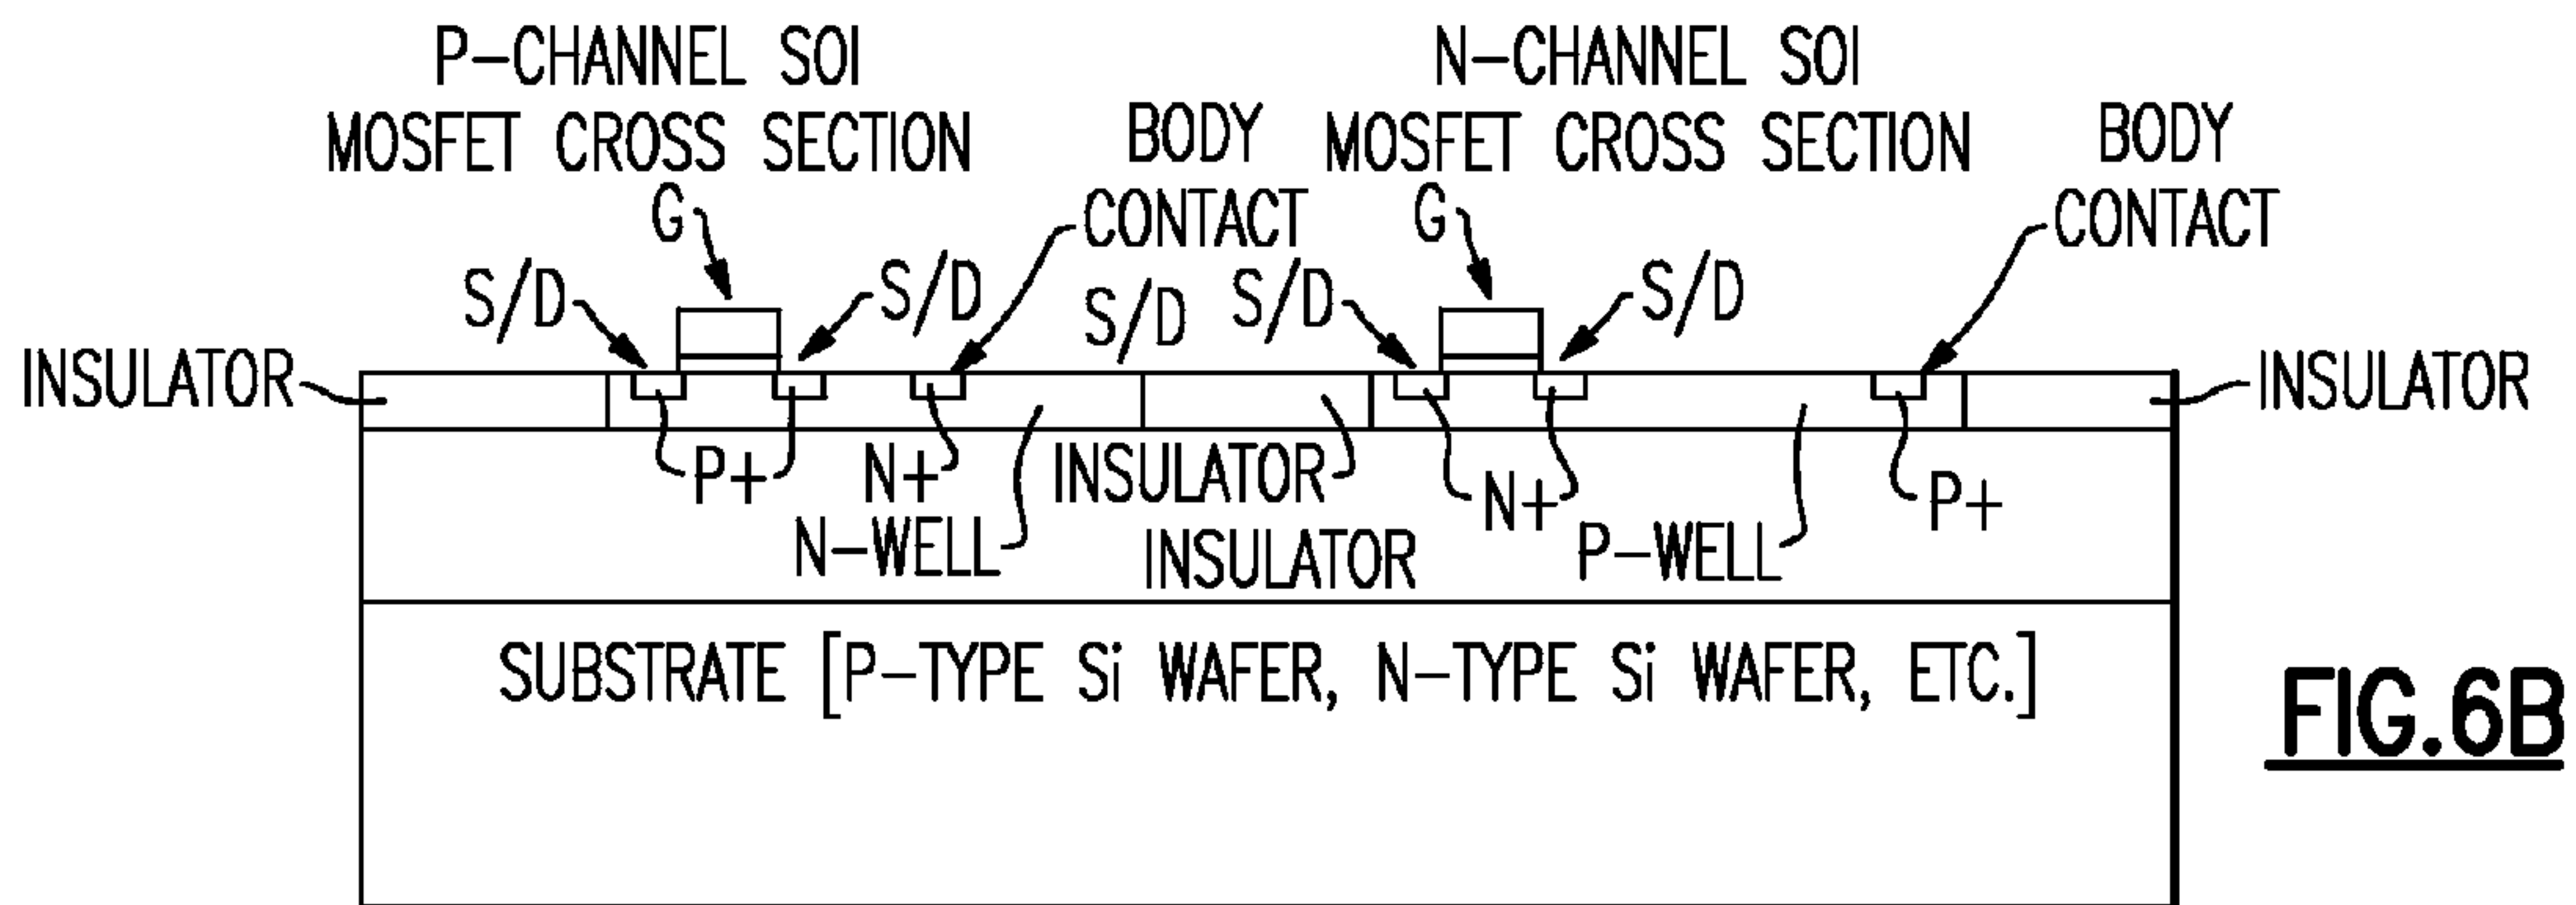 P-CHANNEL SOI
MOSFET CROSS SECTION
N-CHANNEL SOI
MOSFET CROSS SECTION
BODY
CONTACT
BODY
CONTACT
G
G
S/D
S/D
S/D
S/D
S/D
INSULATOR
INSULATOR
P+
N+
INSULATOR
N+
P+
N-WELL
INSULATOR
P-WELL
SUBSTRATE [P-TYPE Si WAFER, N-TYPE Si WAFER, ETC.]
FIG.6B